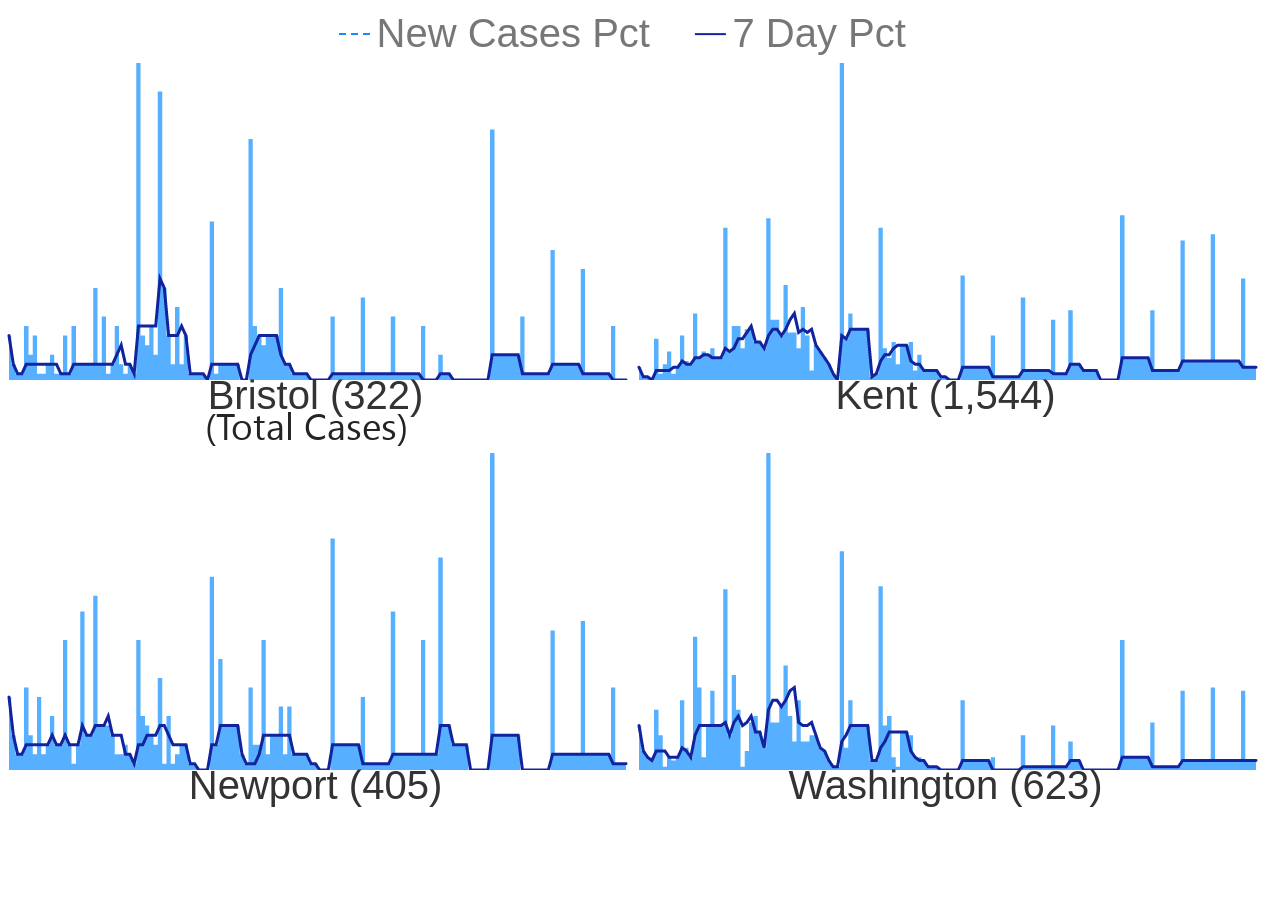 New Cases Pct 7 Day Pct
Bristol (322) Kent (1,544)
(Total Cases)
Newport (405) Washington (623)